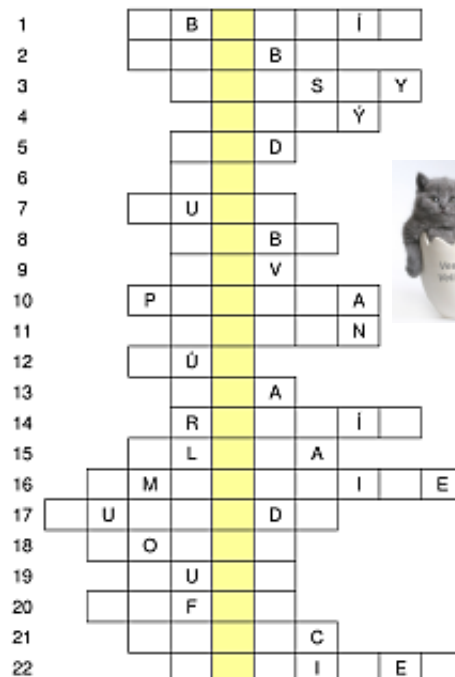 1 B Í
2 B
3 S Y
4 Ý
5 D
6
7 U
8 B
9 V
10 P A
11 N
12 Ú
13 A
14 R Í
15 L A
16 M I E
17 U D
18 O
19 U
20 F
21 C
22 I E